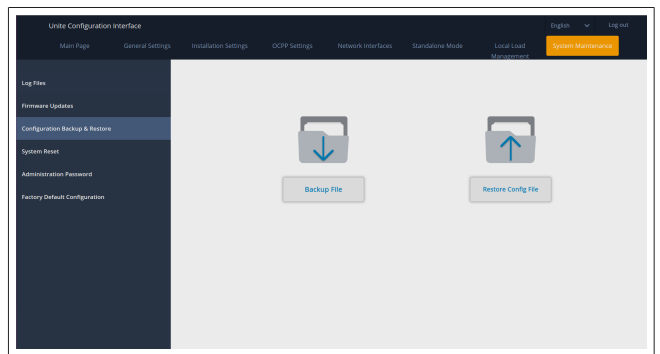 Unite Configuration Interface
English
Log out
Main Page
General Settings
Installation Settings
OCPP Settings
Network Interfaces
Standalone Mode
Local Load
Management
System Maintenance
Log Files
Firmware Updates
Configuration Backup & Restore
System Reset
Administration Password
Factory Default Configuration
Backup File
Restore Config File